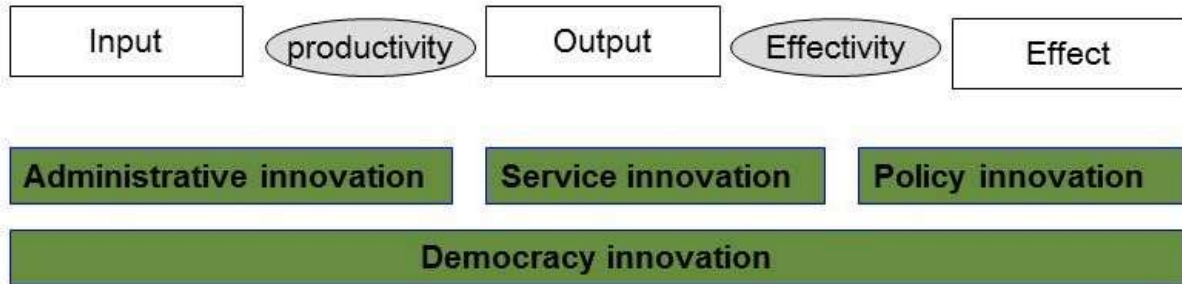 Input productivity Output Effectivity Effect
Administrative innovation Service innovation Policy innovation
Democracy innovation